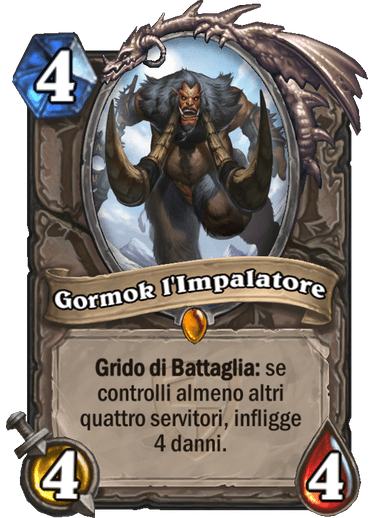 4
Gormok l'Impalatore
Grido di Battaglia: se
controlli almeno altri
quattro servitori, infligge
4 danni.
4
4